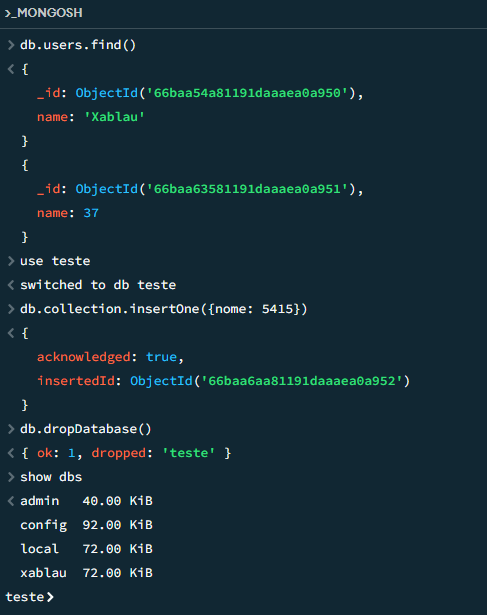 >_MONGOSH
> db.users.find()
< {
_id: ObjectId('66baa54a81191daaaea0a950'),
name: 'Xablau'
}
{
_id: ObjectId('66baa63581191daaaea0a951'),
name: 37
}
> use teste
< switched to db teste
> db.collection.insertOne({nome: 5415})
< {
acknowledged: true,
insertedId: ObjectId('66baa6aa81191daaaea0a952')
}
> db.dropDatabase()
< { ok: 1, dropped: 'teste' }
> show dbs
< admin 40.00 KiB
config 92.00 KiB
local 72.00 KiB
xablau 72.00 KiB
teste>